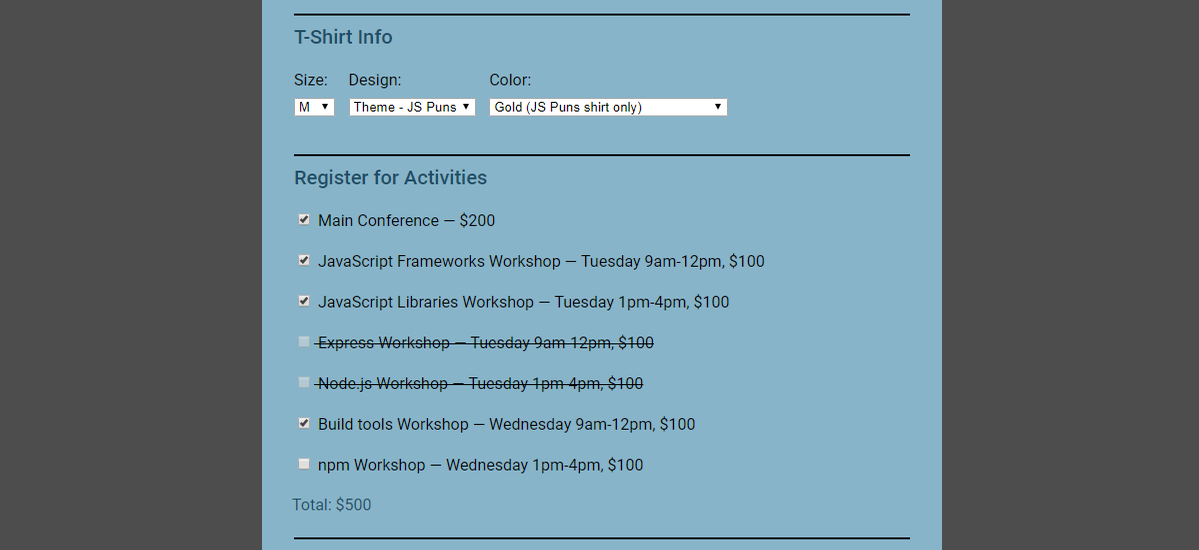 T-Shirt Info
Size: Design: Color:
M Theme - JS Puns Gold (JS Puns shirt only)
Register for Activities
Main Conference — $200
JavaScript Frameworks Workshop — Tuesday 9am-12pm, $100
JavaScript Libraries Workshop — Tuesday 1pm-4pm, $100
Express Workshop — Tuesday 9am-12pm, $100
Node.js Workshop — Tuesday 1pm-4pm, $100
Build tools Workshop — Wednesday 9am-12pm, $100
npm Workshop — Wednesday 1pm-4pm, $100
Total: $500